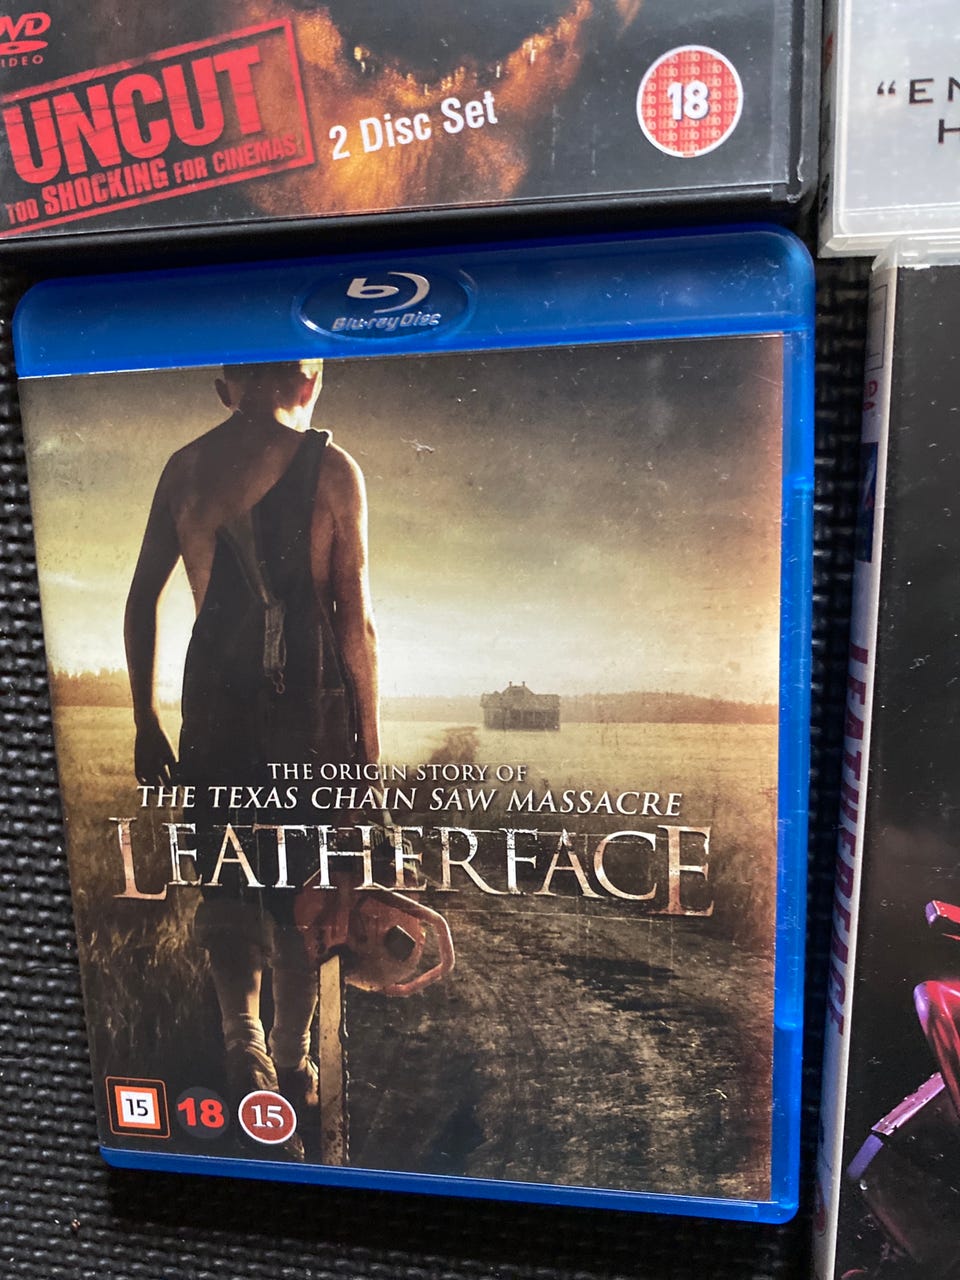 DVD
VIDEO
UNCUT
TOO SHOCKING FOR CINEMAS
2 Disc Set
18
"EN
H
Blu-ray Disc
THE ORIGIN STORY OF
THE TEXAS CHAIN SAW MASSACRE
LEATHERFACE
15
18
15
LEATHERFACE